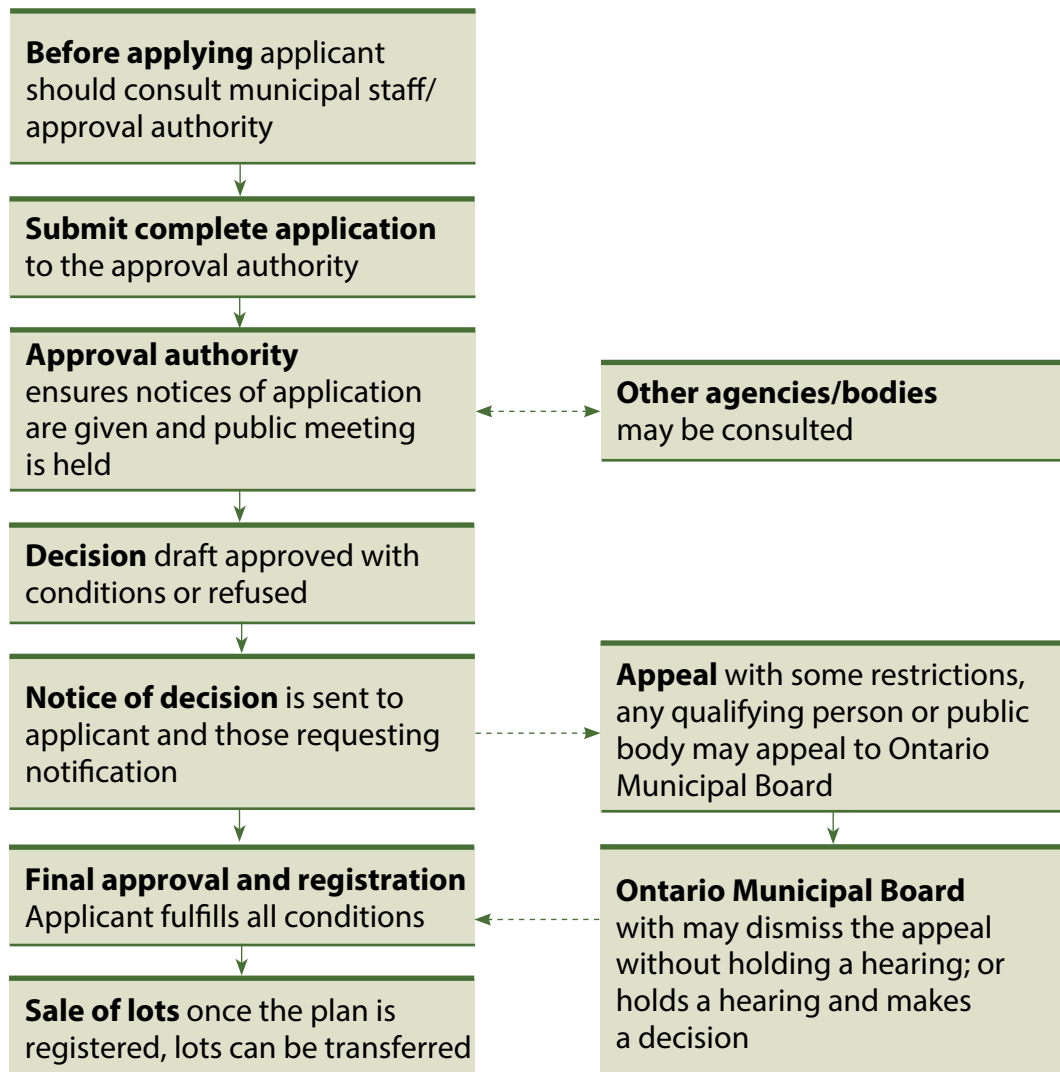 Before applying applicant
should consult municipal staff/
approval authority
Submit complete application
to the approval authority
Approval authority
ensures notices of application
are given and public meeting
is held
Other agencies/bodies
may be consulted
Decision draft approved with
conditions or refused
Notice of decision is sent to
applicant and those requesting
notification
Appeal with some restrictions,
any qualifying person or public
body may appeal to Ontario
Municipal Board
Final approval and registration
Applicant fulfills all conditions
Ontario Municipal Board
with may dismiss the appeal
without holding a hearing; or
holds a hearing and makes
a decision
Sale of lots once the plan is
registered, lots can be transferred